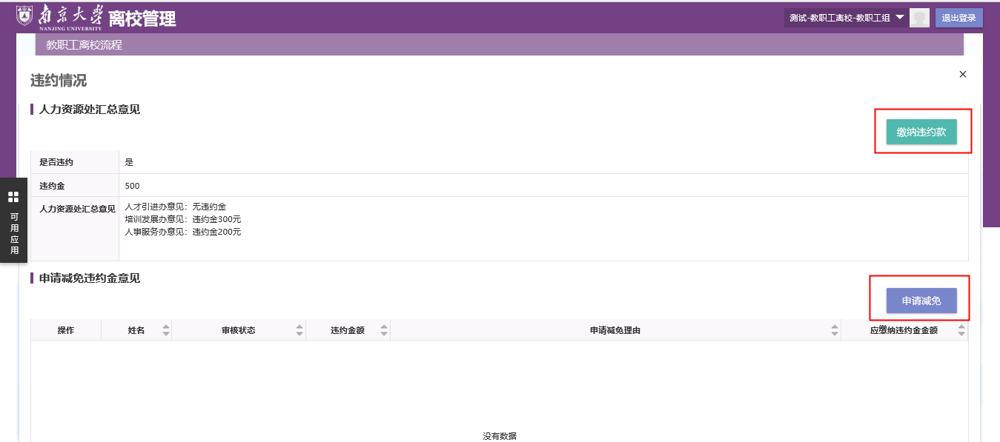 南京大学
NANJING UNIVERSITY
离校管理
测试-教职工离校-教职工组
退出登录
教职工离校流程
违约情况
×
人力资源处汇总意见
缴纳违约款
是否违约 是
违约金 500
人力资源处汇总意见 人才引进办意见：无违约金
培训发展办意见：违约金300元
人事服务办意见：违约金200元
可用应用
申请减免违约金意见
申请减免
操作 姓名 审核状态 违约金额 申请减免理由 应缴纳违约金金额
没有数据